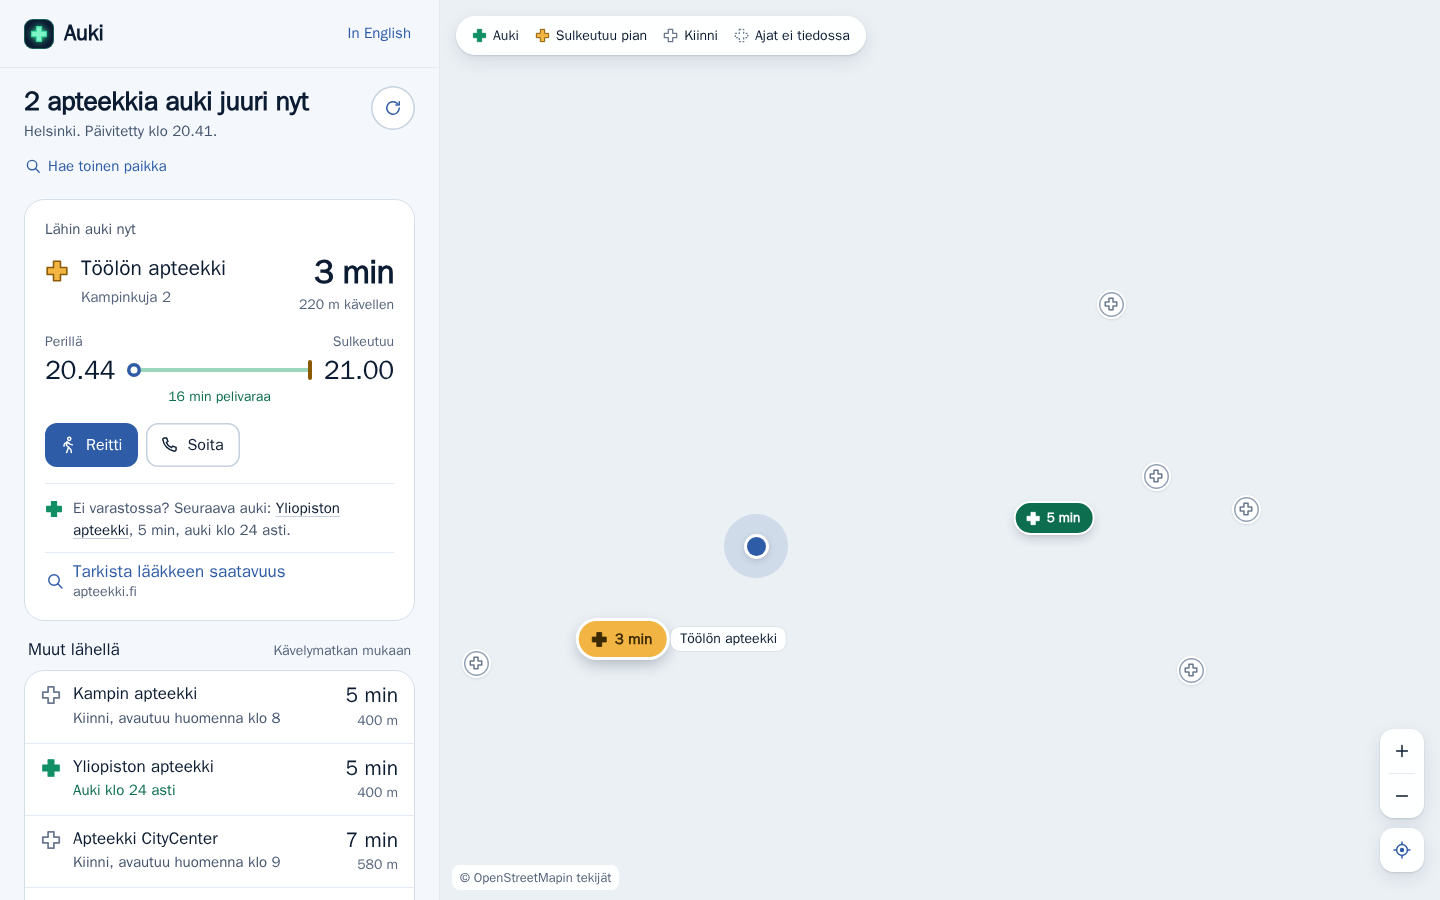 Auki
In English
2 apteekkia auki juuri nyt
Helsinki. Päivitetty klo 20.41.
Hae toinen paikka
Lähin auki nyt
Töölön apteekki
3 min
Kampinkuja 2
220 m kävellen
Perillä
Sulkeutuu
20.44
21.00
16 min pelivaraa
Reitti
Soita
Ei varastossa? Seuraava auki: Yliopiston
apteekki, 5 min, auki klo 24 asti.
Tarkista lääkkeen saatavuus
apteekki.fi
Muut lähellä
Kävelymatkan mukaan
Kampin apteekki
5 min
Kiinni, avautuu huomenna klo 8
400 m
Yliopiston apteekki
5 min
Auki klo 24 asti
400 m
Apteekki CityCenter
7 min
Kiinni, avautuu huomenna klo 9
580 m
Auki
Sulkeutuu pian
Kiinni
Ajat ei tiedossa
5 min
3 min
Töölön apteekki
© OpenStreetMapin tekijät